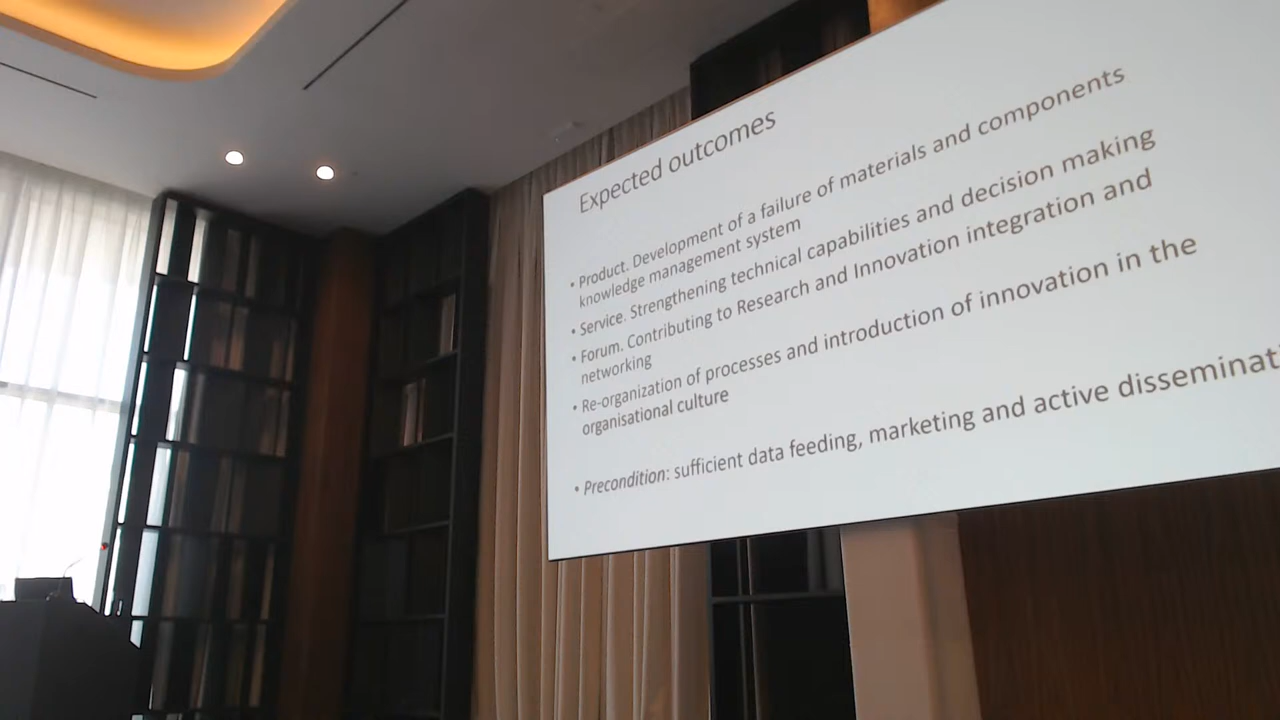 Expected outcomes
• Product. Development of a failure of materials and components
knowledge management system
• Service. Strengthening technical capabilities and decision making
• Forum. Contributing to Research and Innovation integration and
networking
• Re-organization of processes and introduction of innovation in the
organisational culture
• Precondition: sufficient data feeding, marketing and active disseminati